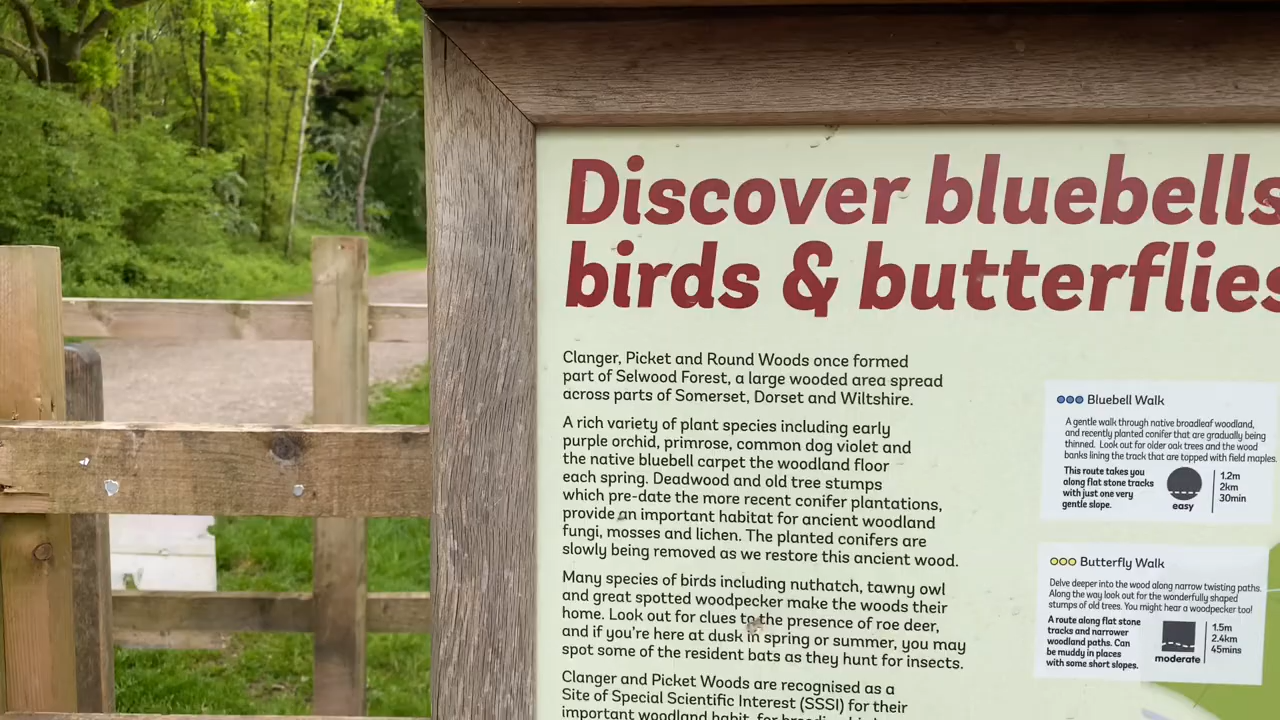 Discover bluebells
birds & butterflies
Clanger, Picket and Round Woods once formed
part of Selwood Forest, a large wooded area spread
across parts of Somerset, Dorset and Wiltshire.
A rich variety of plant species including early
purple orchid, primrose, common dog violet and
the native bluebell carpet the woodland floor
each spring. Deadwood and old tree stumps
which pre-date the more recent conifer plantations,
provide an important habitat for ancient woodland
fungi, mosses and lichen. The planted conifers are
slowly being removed as we restore this ancient wood.
Many species of birds including nuthatch, tawny owl
and great spotted woodpecker make the woods their
home. Look out for clues to the presence of roe deer,
and if you're here at dusk in spring or summer, you may
spot some of the resident bats as they hunt for insects.
Clanger and Picket Woods are recognised as a
Site of Special Scientific Interest (SSSI) for their
important woodland habit, for breeding
Bluebell Walk
A gentle walk through native broadleaf woodland,
and recently planted conifer that are gradually being
thinned. Look out for older oak trees and the wood
banks lining the track that are topped with field maples.
This route takes you
along flat stone tracks
with just one very
gentle slope.
easy
1.2m
2km
30min
Butterfly Walk
Delve deeper into the wood along narrow twisting paths.
Along the way look out for the wonderfully shaped
stumps of old trees. You might hear a woodpecker too!
A route along flat stone
tracks and narrower
woodland paths. Can
be muddy in places
with some short slopes.
moderate
1.5m
2.4km
45mins